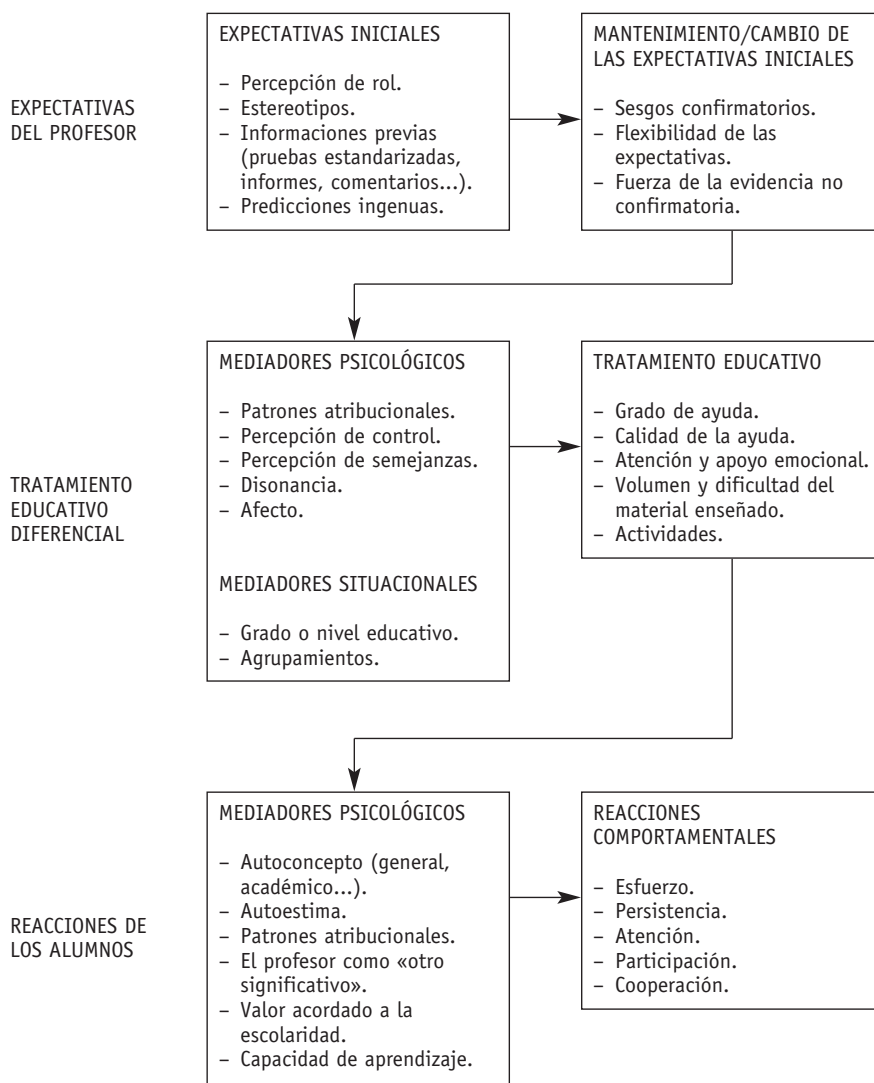 EXPECTATIVAS
DEL PROFESOR
EXPECTATIVAS INICIALES
– Percepción de rol.
– Estereotipos.
– Informaciones previas
(pruebas estandarizadas,
informes, comentarios...).
– Predicciones ingenuas.
MANTENIMIENTO/CAMBIO DE
LAS EXPECTATIVAS INICIALES
– Sesgos confirmatorios.
– Flexibilidad de las
expectativas.
– Fuerza de la evidencia no
confirmatoria.
TRATAMIENTO
EDUCATIVO
DIFERENCIAL
MEDIADORES PSICOLÓGICOS
– Patrones atribucionales.
– Percepción de control.
– Percepción de semejanzas.
– Disonancia.
– Afecto.
MEDIADORES SITUACIONALES
– Grado o nivel educativo.
– Agrupamientos.
TRATAMIENTO EDUCATIVO
– Grado de ayuda.
– Calidad de la ayuda.
– Atención y apoyo emocional.
– Volumen y dificultad del
material enseñado.
– Actividades.
REACCIONES DE
LOS ALUMNOS
MEDIADORES PSICOLÓGICOS
– Autoconcepto (general,
académico...).
– Autoestima.
– Patrones atribucionales.
– El profesor como «otro
significativo».
– Valor acordado a la
escolaridad.
– Capacidad de aprendizaje.
REACCIONES
COMPORTAMENTALES
– Esfuerzo.
– Persistencia.
– Atención.
– Participación.
– Cooperación.